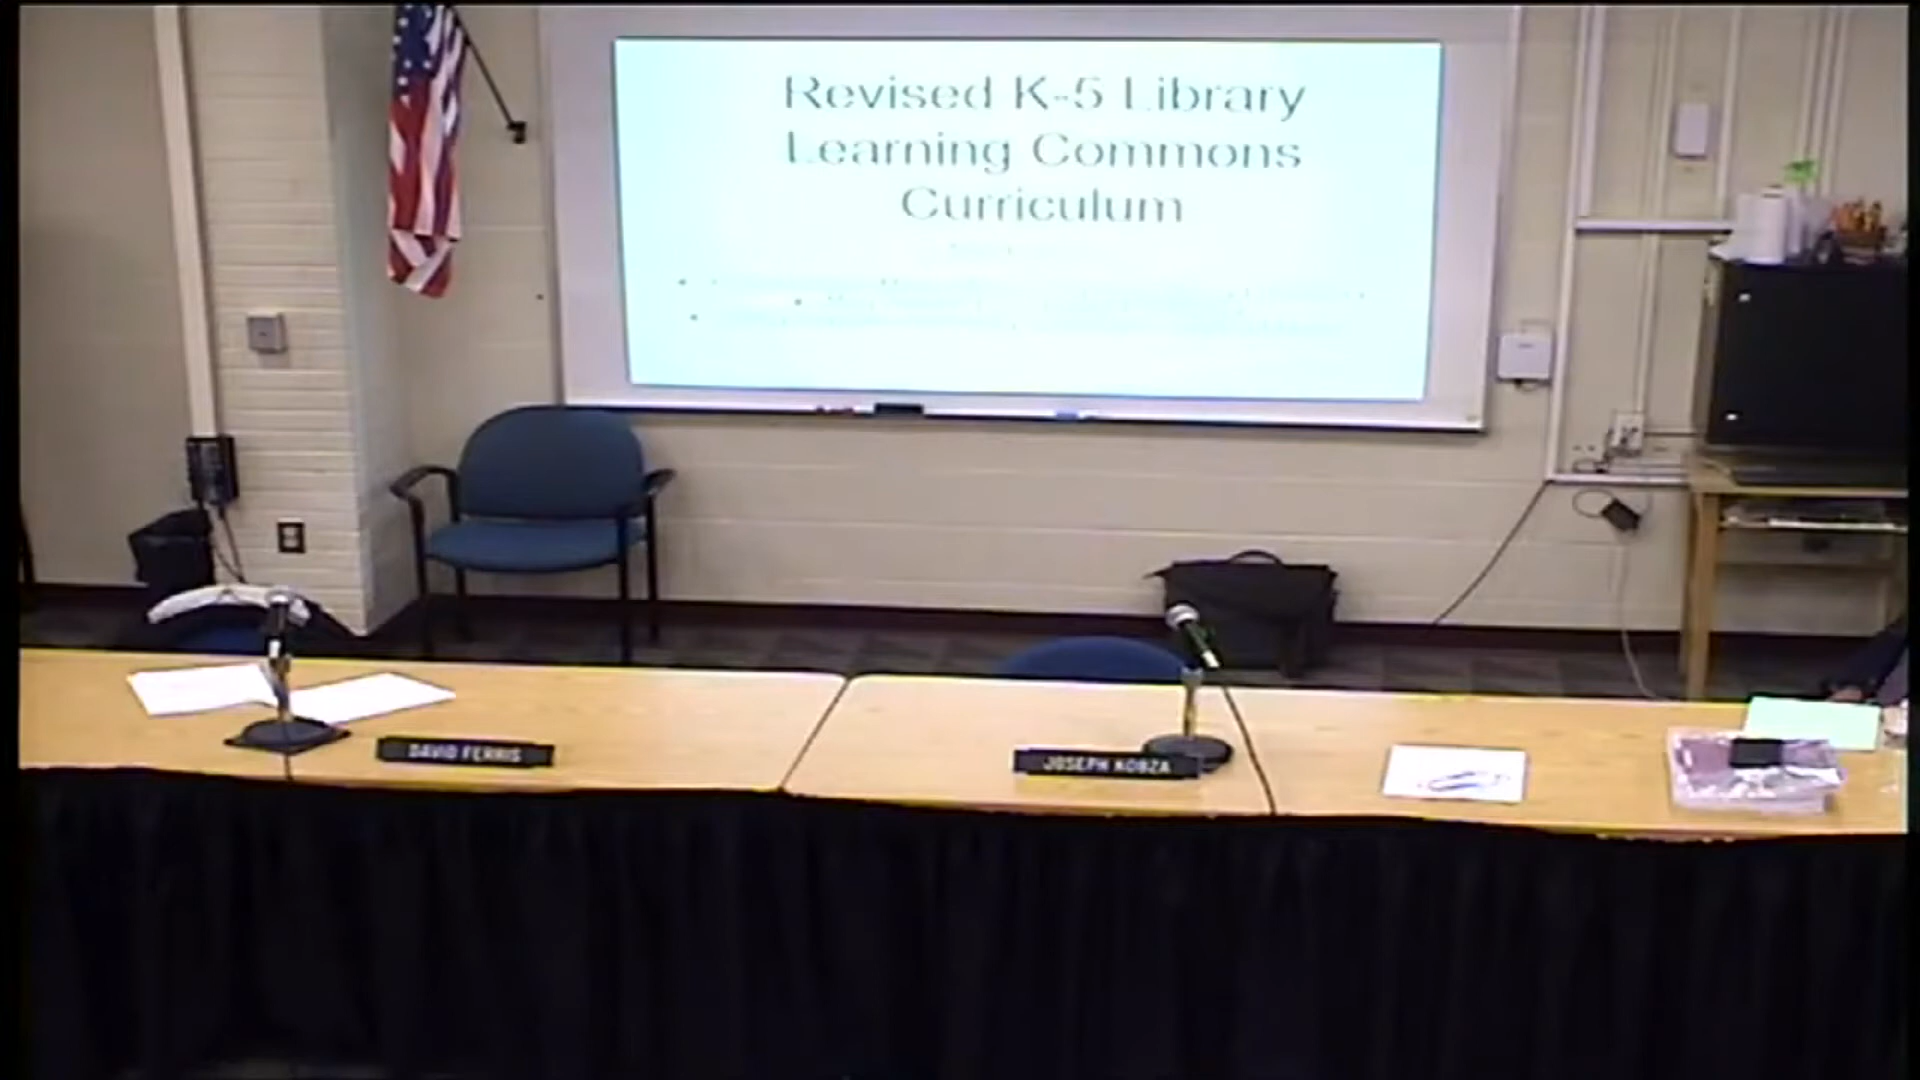 Revised K-5 Library
Learning Commons
Curriculum
DAVID FERRIS
JOSEPH KOBZA